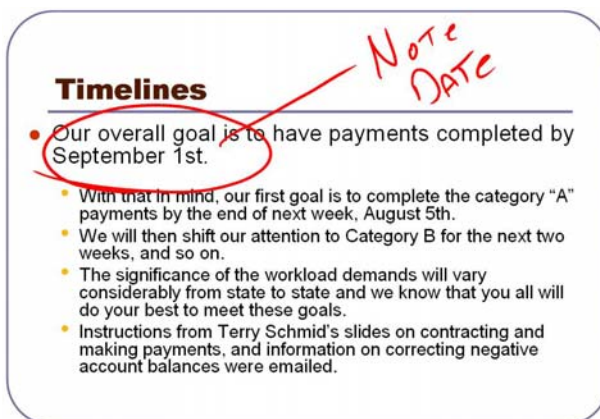 NOTE
DATE
Timelines
Our overall goal is to have payments completed by
September 1st.
With that in mind, our first goal is to complete the category “A”
payments by the end of next week, August 5th.
We will then shift our attention to Category B for the next two
weeks, and so on.
The significance of the workload demands will vary
considerably from state to state and we know that you all will
do your best to meet these goals.
Instructions from Terry Schmid’s slides on contracting and
making payments, and information on correcting negative
account balances were emailed.